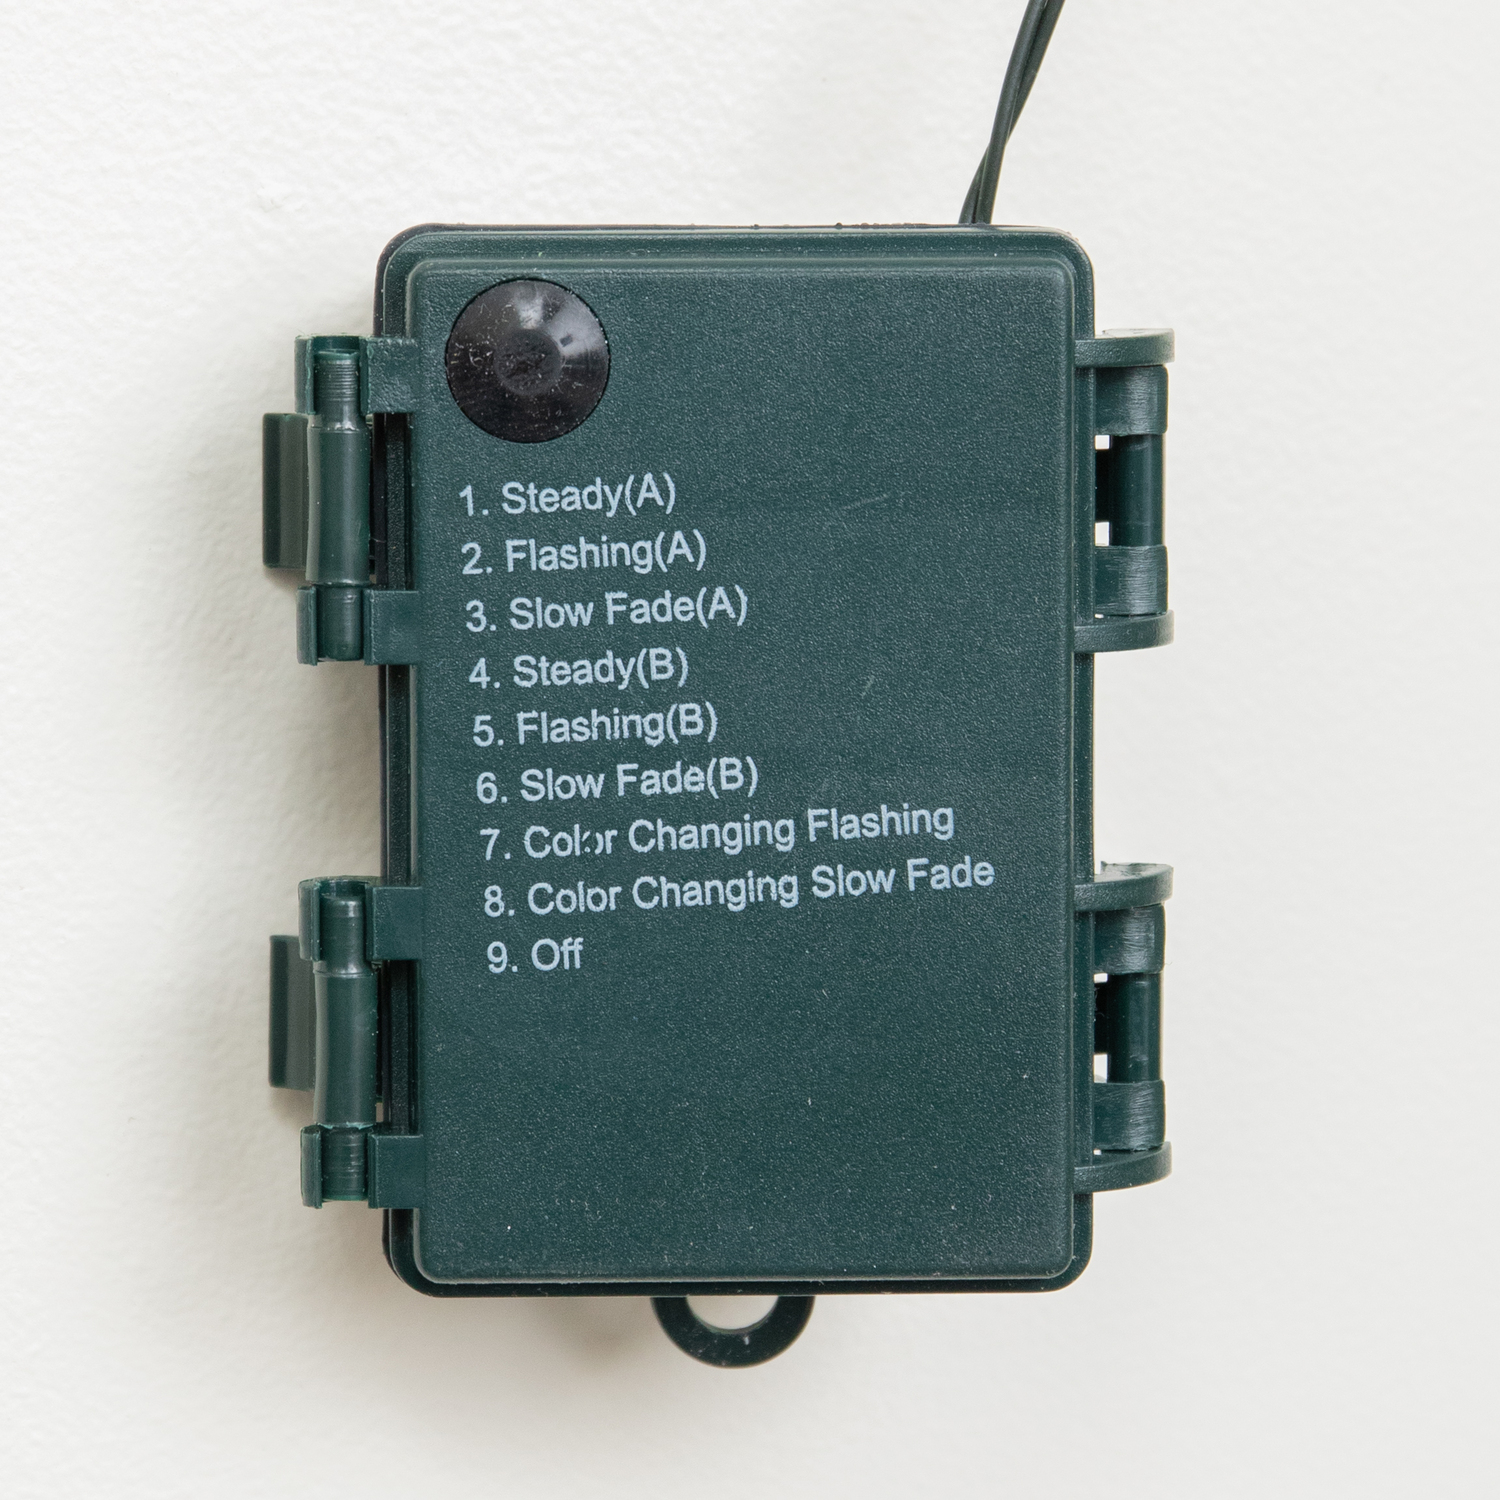 1. Steady(A)
2. Flashing(A)
3. Slow Fade(A)
4. Steady(B)
5. Flashing(B)
6. Slow Fade(B)
7. Color Changing Flashing
8. Color Changing Slow Fade
9. Off